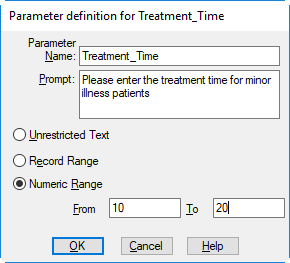 Parameter definition for Treatment_Time
Parameter
Name: Treatment_Time
Prompt: Please enter the treatment time for minor
illness patients
Unrestricted Text
Record Range
Numeric Range
From 10 To 20
OK Cancel Help